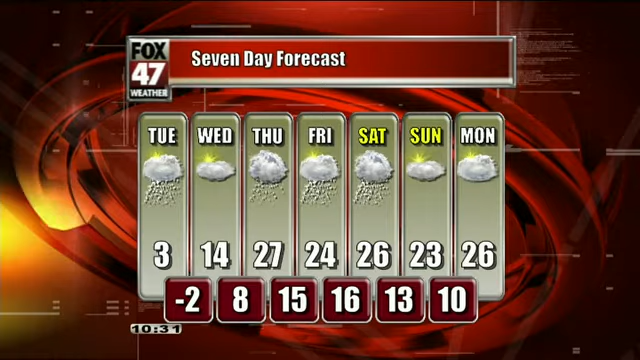 FOX
47
WEATHER
Seven Day Forecast
TUE WED THU FRI SAT SUN MON
3 14 27 24 26 23 26
-2 8 15 16 13 10
10:31